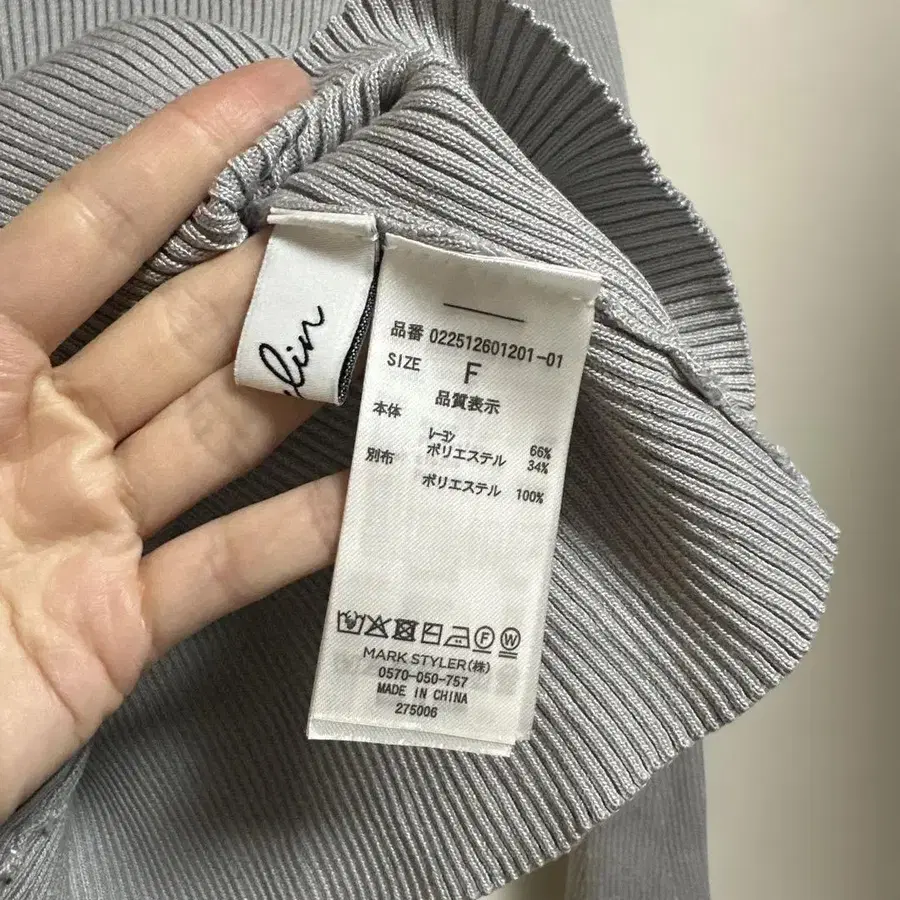 品番 022512601201-01
SIZE F
品質表示
本体
レーヨン 66%
ポリエステル 34%
別布
ポリエステル 100%
F W
MARK STYLER(株)
0570-050-757
MADE IN CHINA
275006